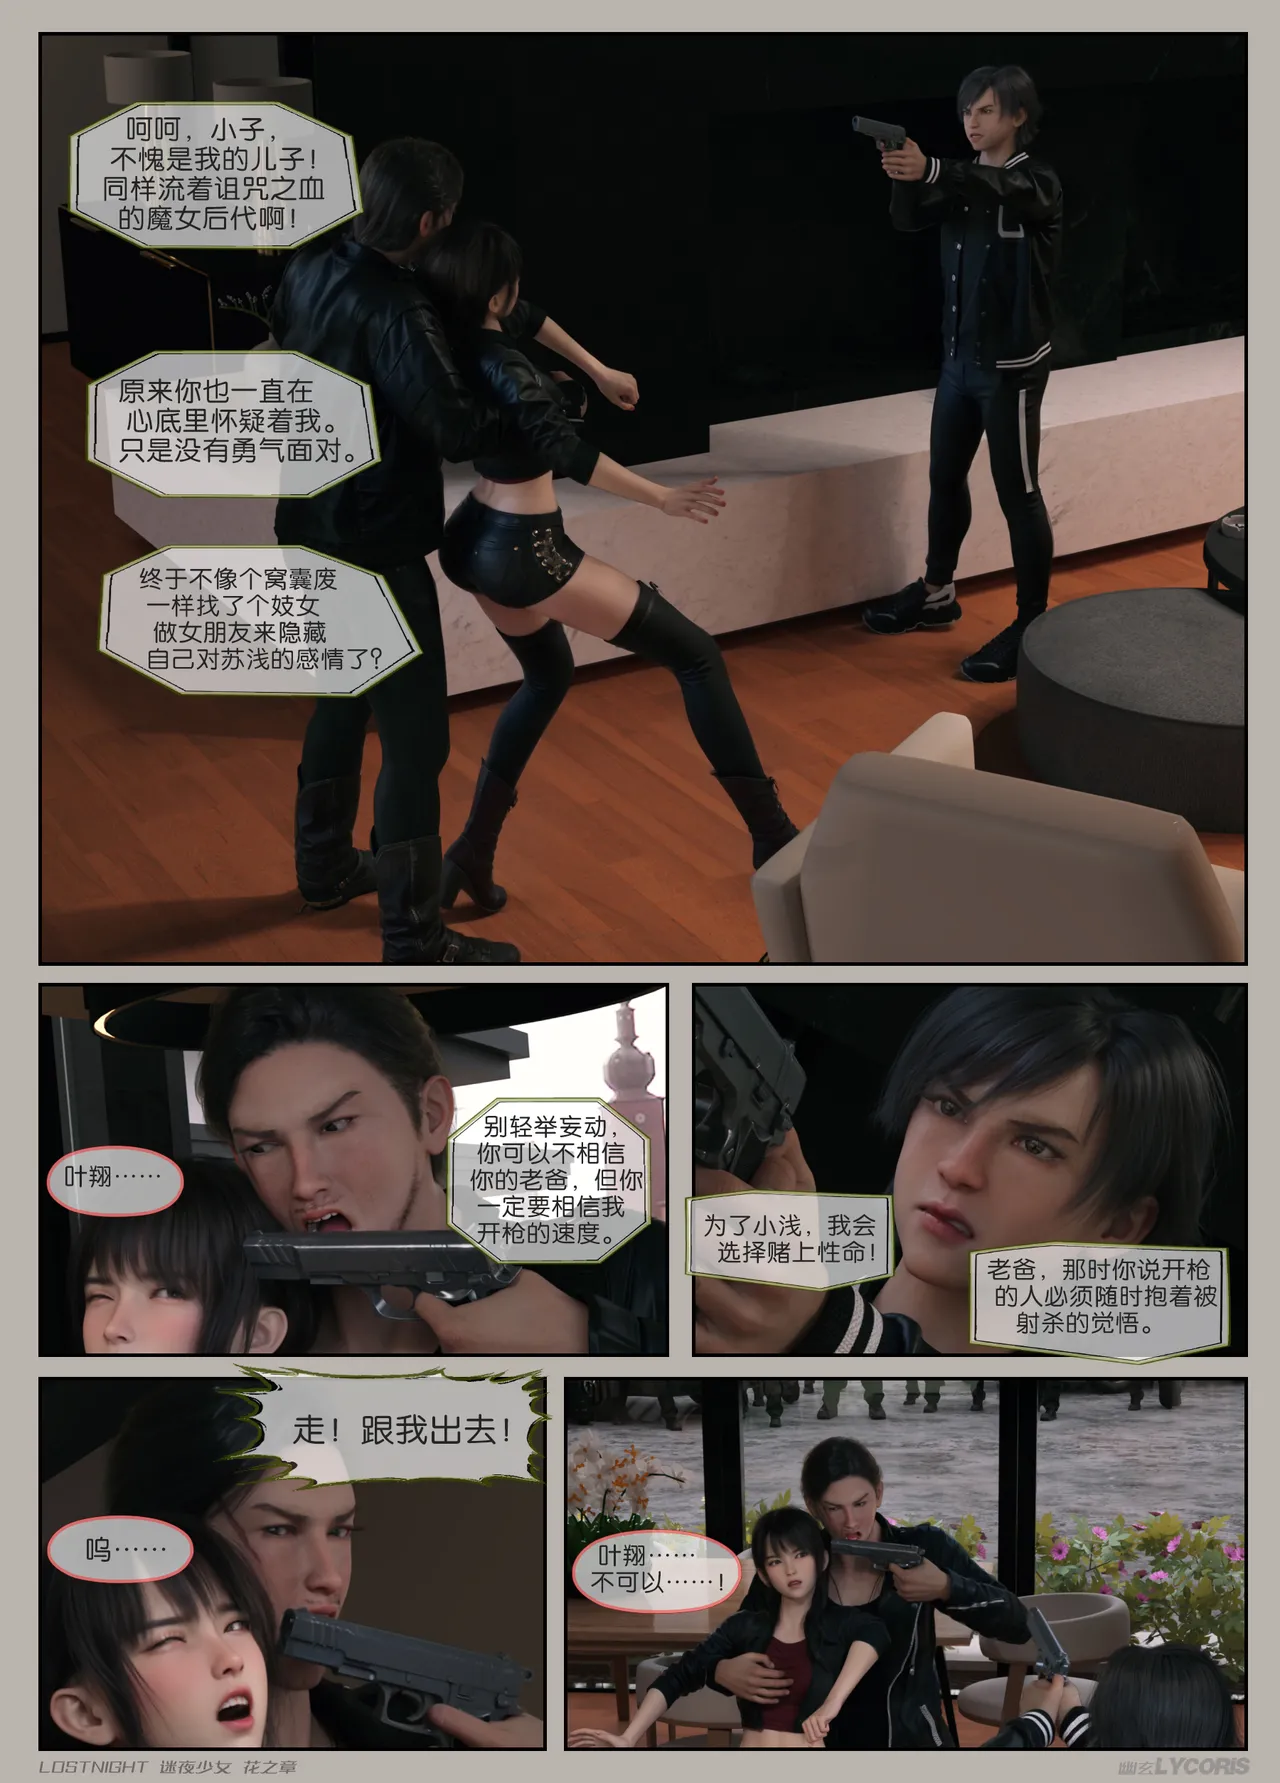 呵呵，小子，
不愧是我的儿子！
同样流着诅咒之血
的魔女后代啊！
原来你也一直在
心底里怀疑着我。
只是没有勇气面对。
终于不像个窝囊废
一样找了个妓女
做女朋友来隐藏
自己对苏浅的感情了？
叶翔……
别轻举妄动，
你可以不相信
你的老爸，但你
一定要相信我
开枪的速度。
为了小浅，我会
选择赌上性命！
老爸，那时你说开枪
的人必须随时抱着被
射杀的觉悟。
走！跟我出去！
呜……
叶翔……
不可以……！
LOSTNIGHT 迷夜少女 花之章
幽玄LYCORIS